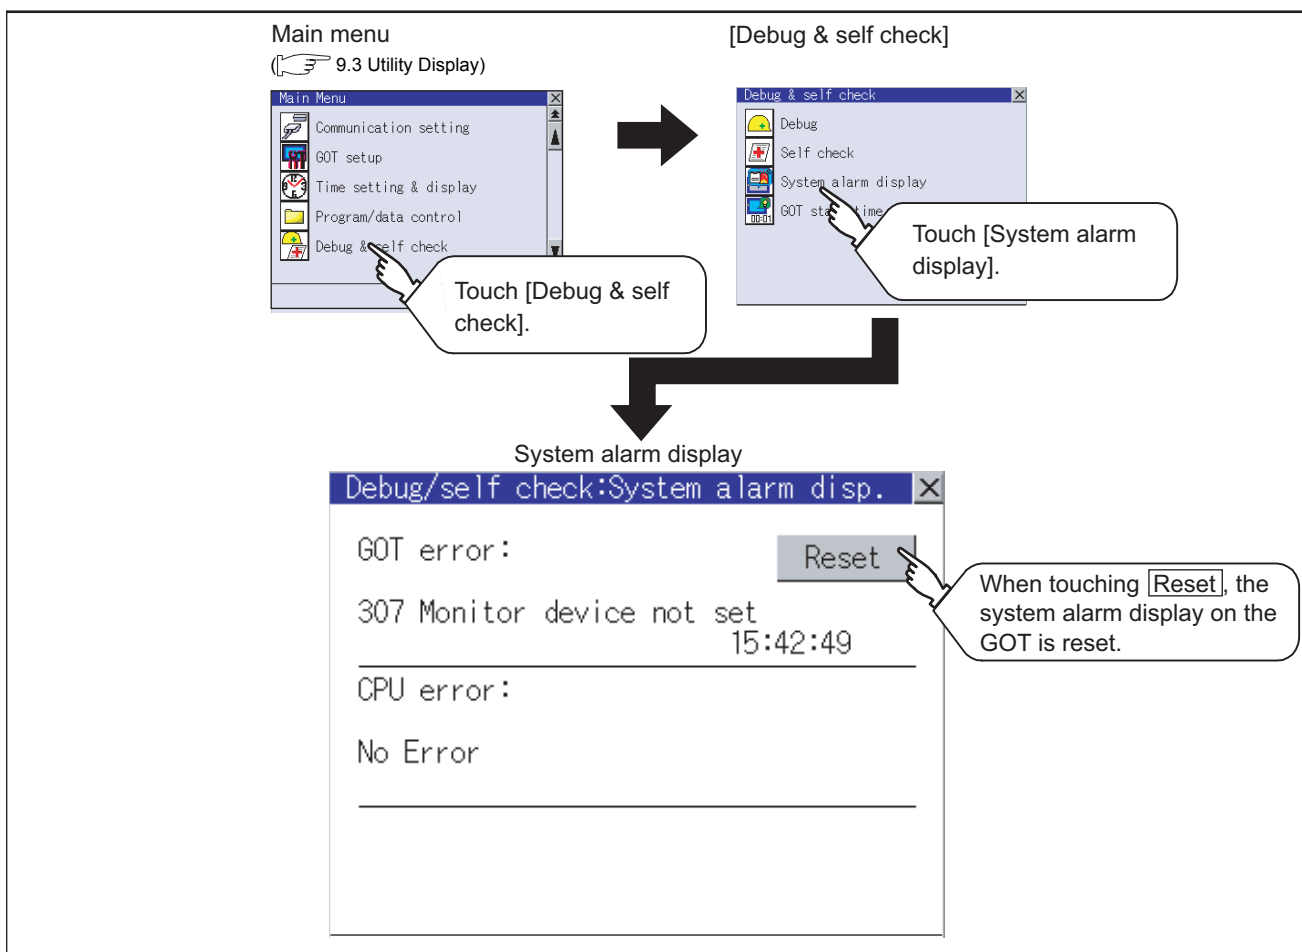 Main menu
( 9.3 Utility Display)
Main Menu
Communication setting
GOT setup
Time setting & display
Program/data control
Debug & self check
Touch [Debug & self
check].
[Debug & self check]
Debug & self check
Debug
Self check
System alarm display
GOT start time
00:01
Touch [System alarm
display].
System alarm display
Debug/self check:System alarm disp.
GOT error:
Reset
307 Monitor device not set
15:42:49
CPU error:
No Error
When touching Reset, the
system alarm display on the
GOT is reset.